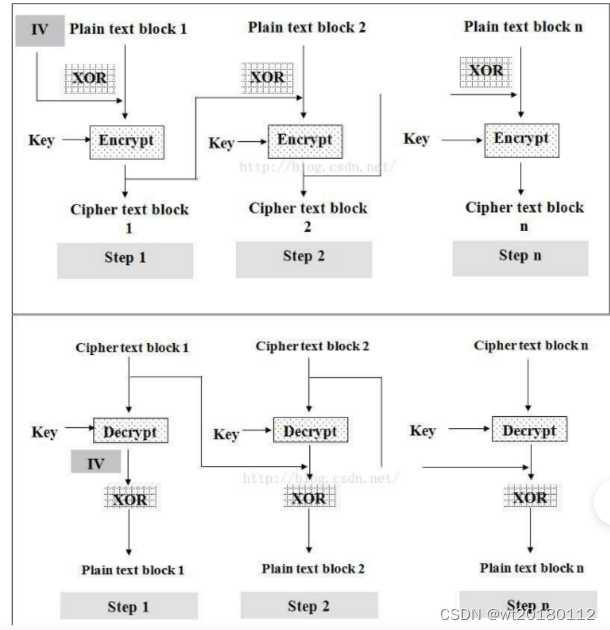 IV Plain text block 1 Plain text block 2 Plain text block n
XOR XOR XOR
Key Encrypt Key Encrypt Key Encrypt
http://blog.csdn.net/
Cipher text block Cipher text block Cipher text block
1 2 n
Step 1 Step 2 Step n
Cipher text block 1 Cipher text block 2 Cipher text block n
Key Decrypt Key Decrypt Key Decrypt
IV
http://blog.csdn.net/
XOR XOR XOR
Plain text block 1 Plain text block 2 Plain text block n
Step 1 Step 2 Step n
CSDN @wt20180112